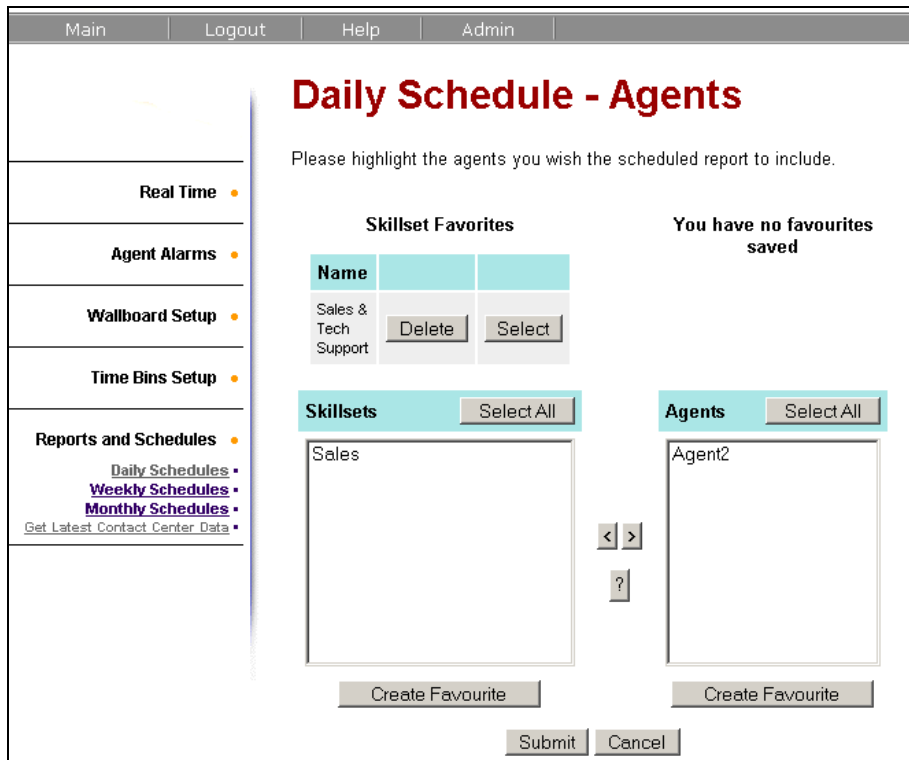 Main Logout Help Admin
Daily Schedule - Agents
Please highlight the agents you wish the scheduled report to include.
Real Time
Agent Alarms
Wallboard Setup
Time Bins Setup
Reports and Schedules
Daily Schedules
Weekly Schedules
Monthly Schedules
Get Latest Contact Center Data
Skillset Favorites
Name
Sales &
Tech
Support
Delete Select
You have no favourites
saved
Skillsets Select All
Sales
Agents Select All
Agent2
< >
?
Create Favourite
Create Favourite
Submit Cancel